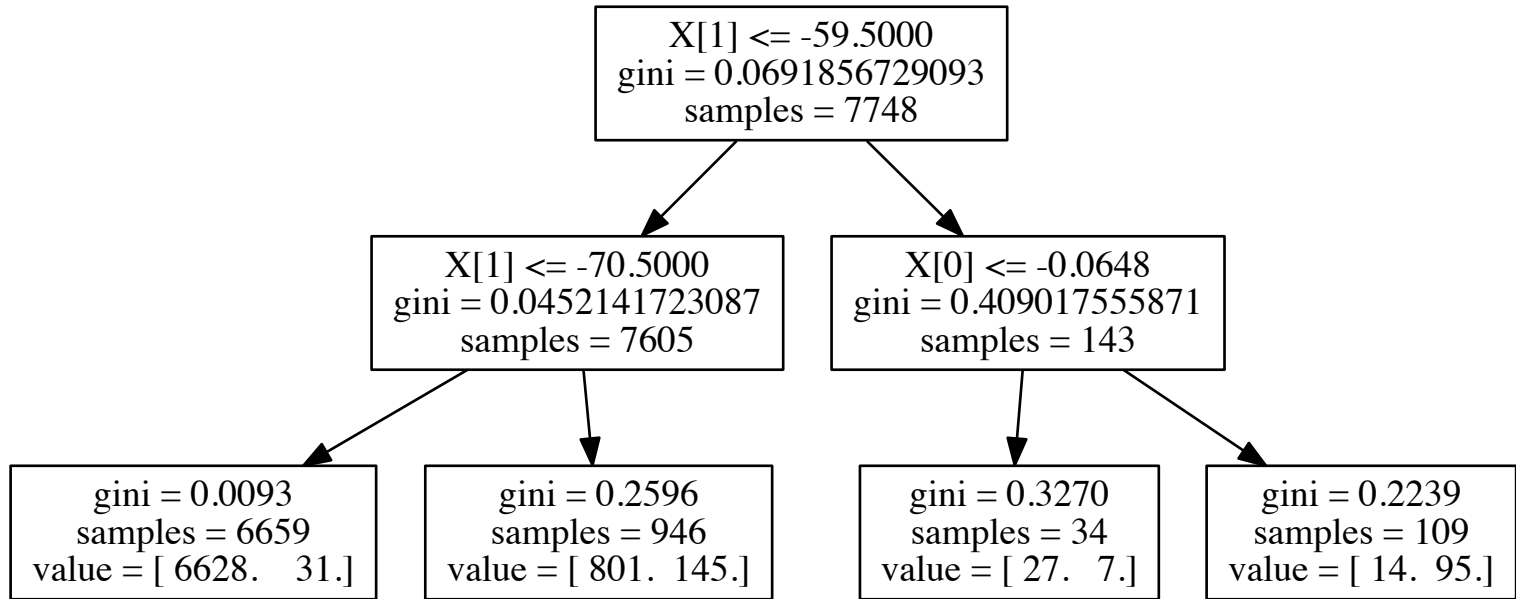 X[1] <= -59.5000
gini = 0.0691856729093
samples = 7748
X[1] <= -70.5000
gini = 0.0452141723087
samples = 7605
X[0] <= -0.0648
gini = 0.409017555871
samples = 143
gini = 0.0093
samples = 6659
value = [ 6628.    31.]
gini = 0.2596
samples = 946
value = [ 801.  145.]
gini = 0.3270
samples = 34
value = [ 27.   7.]
gini = 0.2239
samples = 109
value = [ 14.  95.]